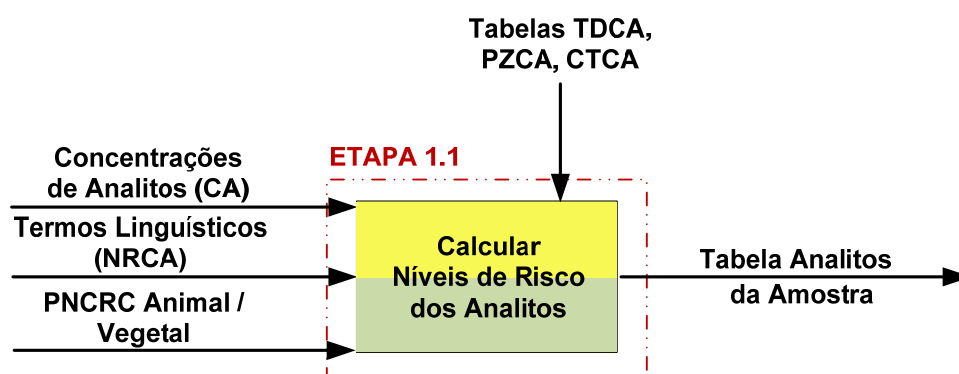 Tabelas TDCA,
PZCA, CTCA
ETAPA 1.1
Concentrações
de Analitos (CA)
Termos Linguísticos
(NRCA)
PNCRC Animal /
Vegetal
Calcular
Níveis de Risco
dos Analitos
Tabela Analitos
da Amostra